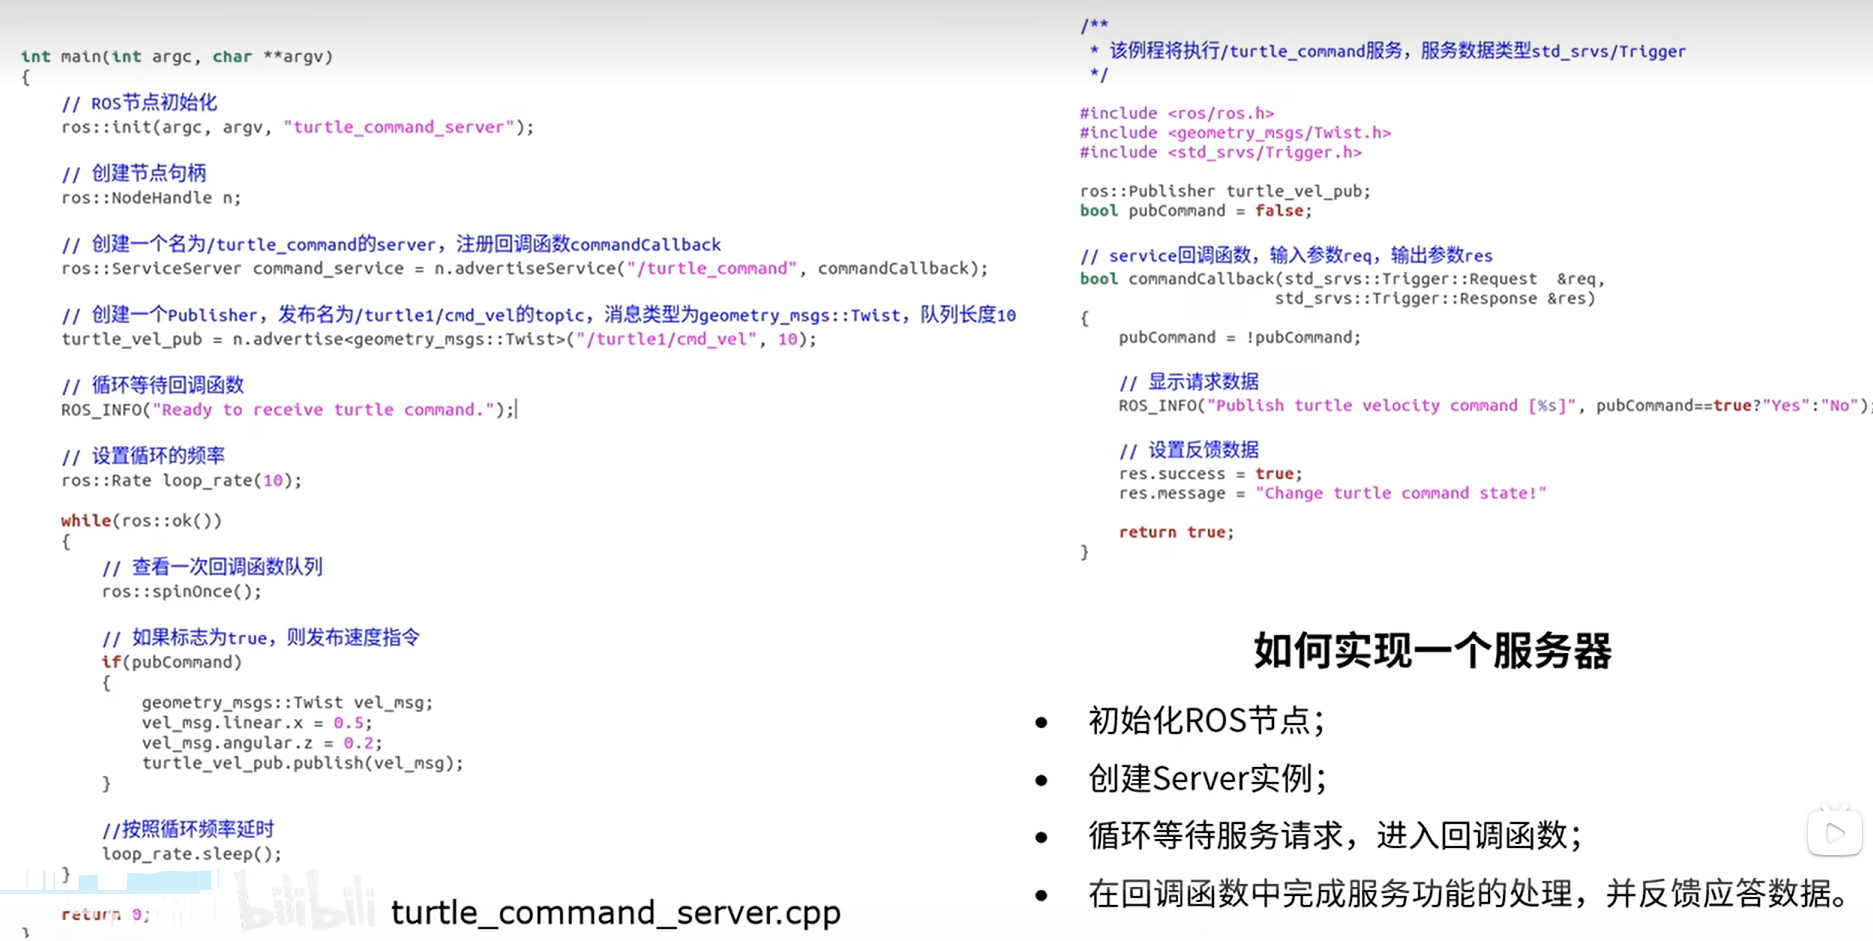 int main(int argc, char **argv)
{
// ROS节点初始化
ros::init(argc, argv, "turtle_command_server");
// 创建节点句柄
ros::NodeHandle n;
// 创建一个名为/turtle_command的server，注册回调函数commandCallback
ros::ServiceServer command_service = n.advertiseService("/turtle_command", commandCallback);
// 创建一个Publisher，发布名为/turtle1/cmd_vel的topic，消息类型为geometry_msgs::Twist，队列长度10
turtle_vel_pub = n.advertise<geometry_msgs::Twist>("/turtle1/cmd_vel", 10);
// 循环等待回调函数
ROS_INFO("Ready to receive turtle command.");
// 设置循环的频率
ros::Rate loop_rate(10);
while(ros::ok())
{
// 查看一次回调函数队列
ros::spinOnce();
// 如果标志为true，则发布速度指令
if(pubCommand)
{
geometry_msgs::Twist vel_msg;
vel_msg.linear.x = 0.5;
vel_msg.angular.z = 0.2;
turtle_vel_pub.publish(vel_msg);
}
//按照循环频率延时
loop_rate.sleep();
}
return 0;
}
bilibili
turtle_command_server.cpp
/**
* 该例程将执行/turtle_command服务，服务数据类型std_srvs/Trigger
*/
#include <ros/ros.h>
#include <geometry_msgs/Twist.h>
#include <std_srvs/Trigger.h>
ros::Publisher turtle_vel_pub;
bool pubCommand = false;
// service回调函数，输入参数req，输出参数res
bool commandCallback(std_srvs::Trigger::Request &req,
std_srvs::Trigger::Response &res)
{
pubCommand = !pubCommand;
// 显示请求数据
ROS_INFO("Publish turtle velocity command [%s]", pubCommand==true?"Yes":"No");
// 设置反馈数据
res.success = true;
res.message = "Change turtle command state!"
return true;
}
如何实现一个服务器
• 初始化ROS节点；
• 创建Server实例；
• 循环等待服务请求，进入回调函数；
• 在回调函数中完成服务功能的处理，并反馈应答数据。